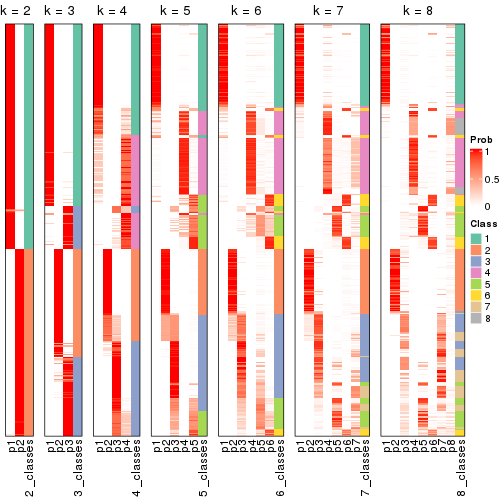 k = 2 k = 3 k = 4 k = 5 k = 6 k = 7 k = 8
Prob
1
0.5
0
Class
1
2
3
4
5
6
7
8
p1 p2 2_classes
p1 p2 p3 3_classes
p1 p2 p3 p4 4_classes
p1 p2 p3 p4 p5 5_classes
p1 p2 p3 p4 p5 p6 6_classes
p1 p2 p3 p4 p5 p6 p7 7_classes
p1 p2 p3 p4 p5 p6 p7 p8 8_classes